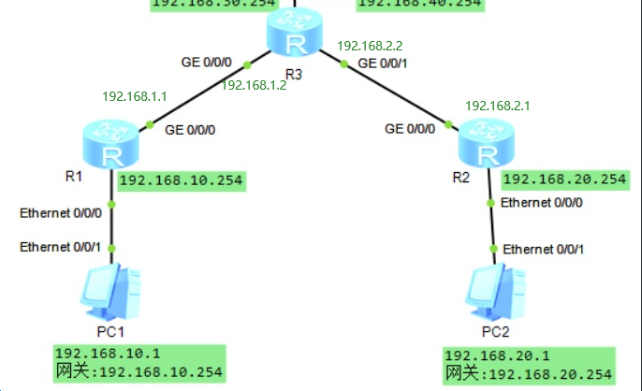 192.168.30.254
192.168.40.254
R
192.168.2.2
GE 0/0/0
R3
GE 0/0/1
192.168.1.2
192.168.1.1
192.168.2.1
GE 0/0/0
GE 0/0/0
R
R
R1
192.168.10.254
R2
192.168.20.254
Ethernet 0/0/0
Ethernet 0/0/0
Ethernet 0/0/1
Ethernet 0/0/1
PC1
PC2
192.168.10.1
网关:192.168.10.254
192.168.20.1
网关:192.168.20.254